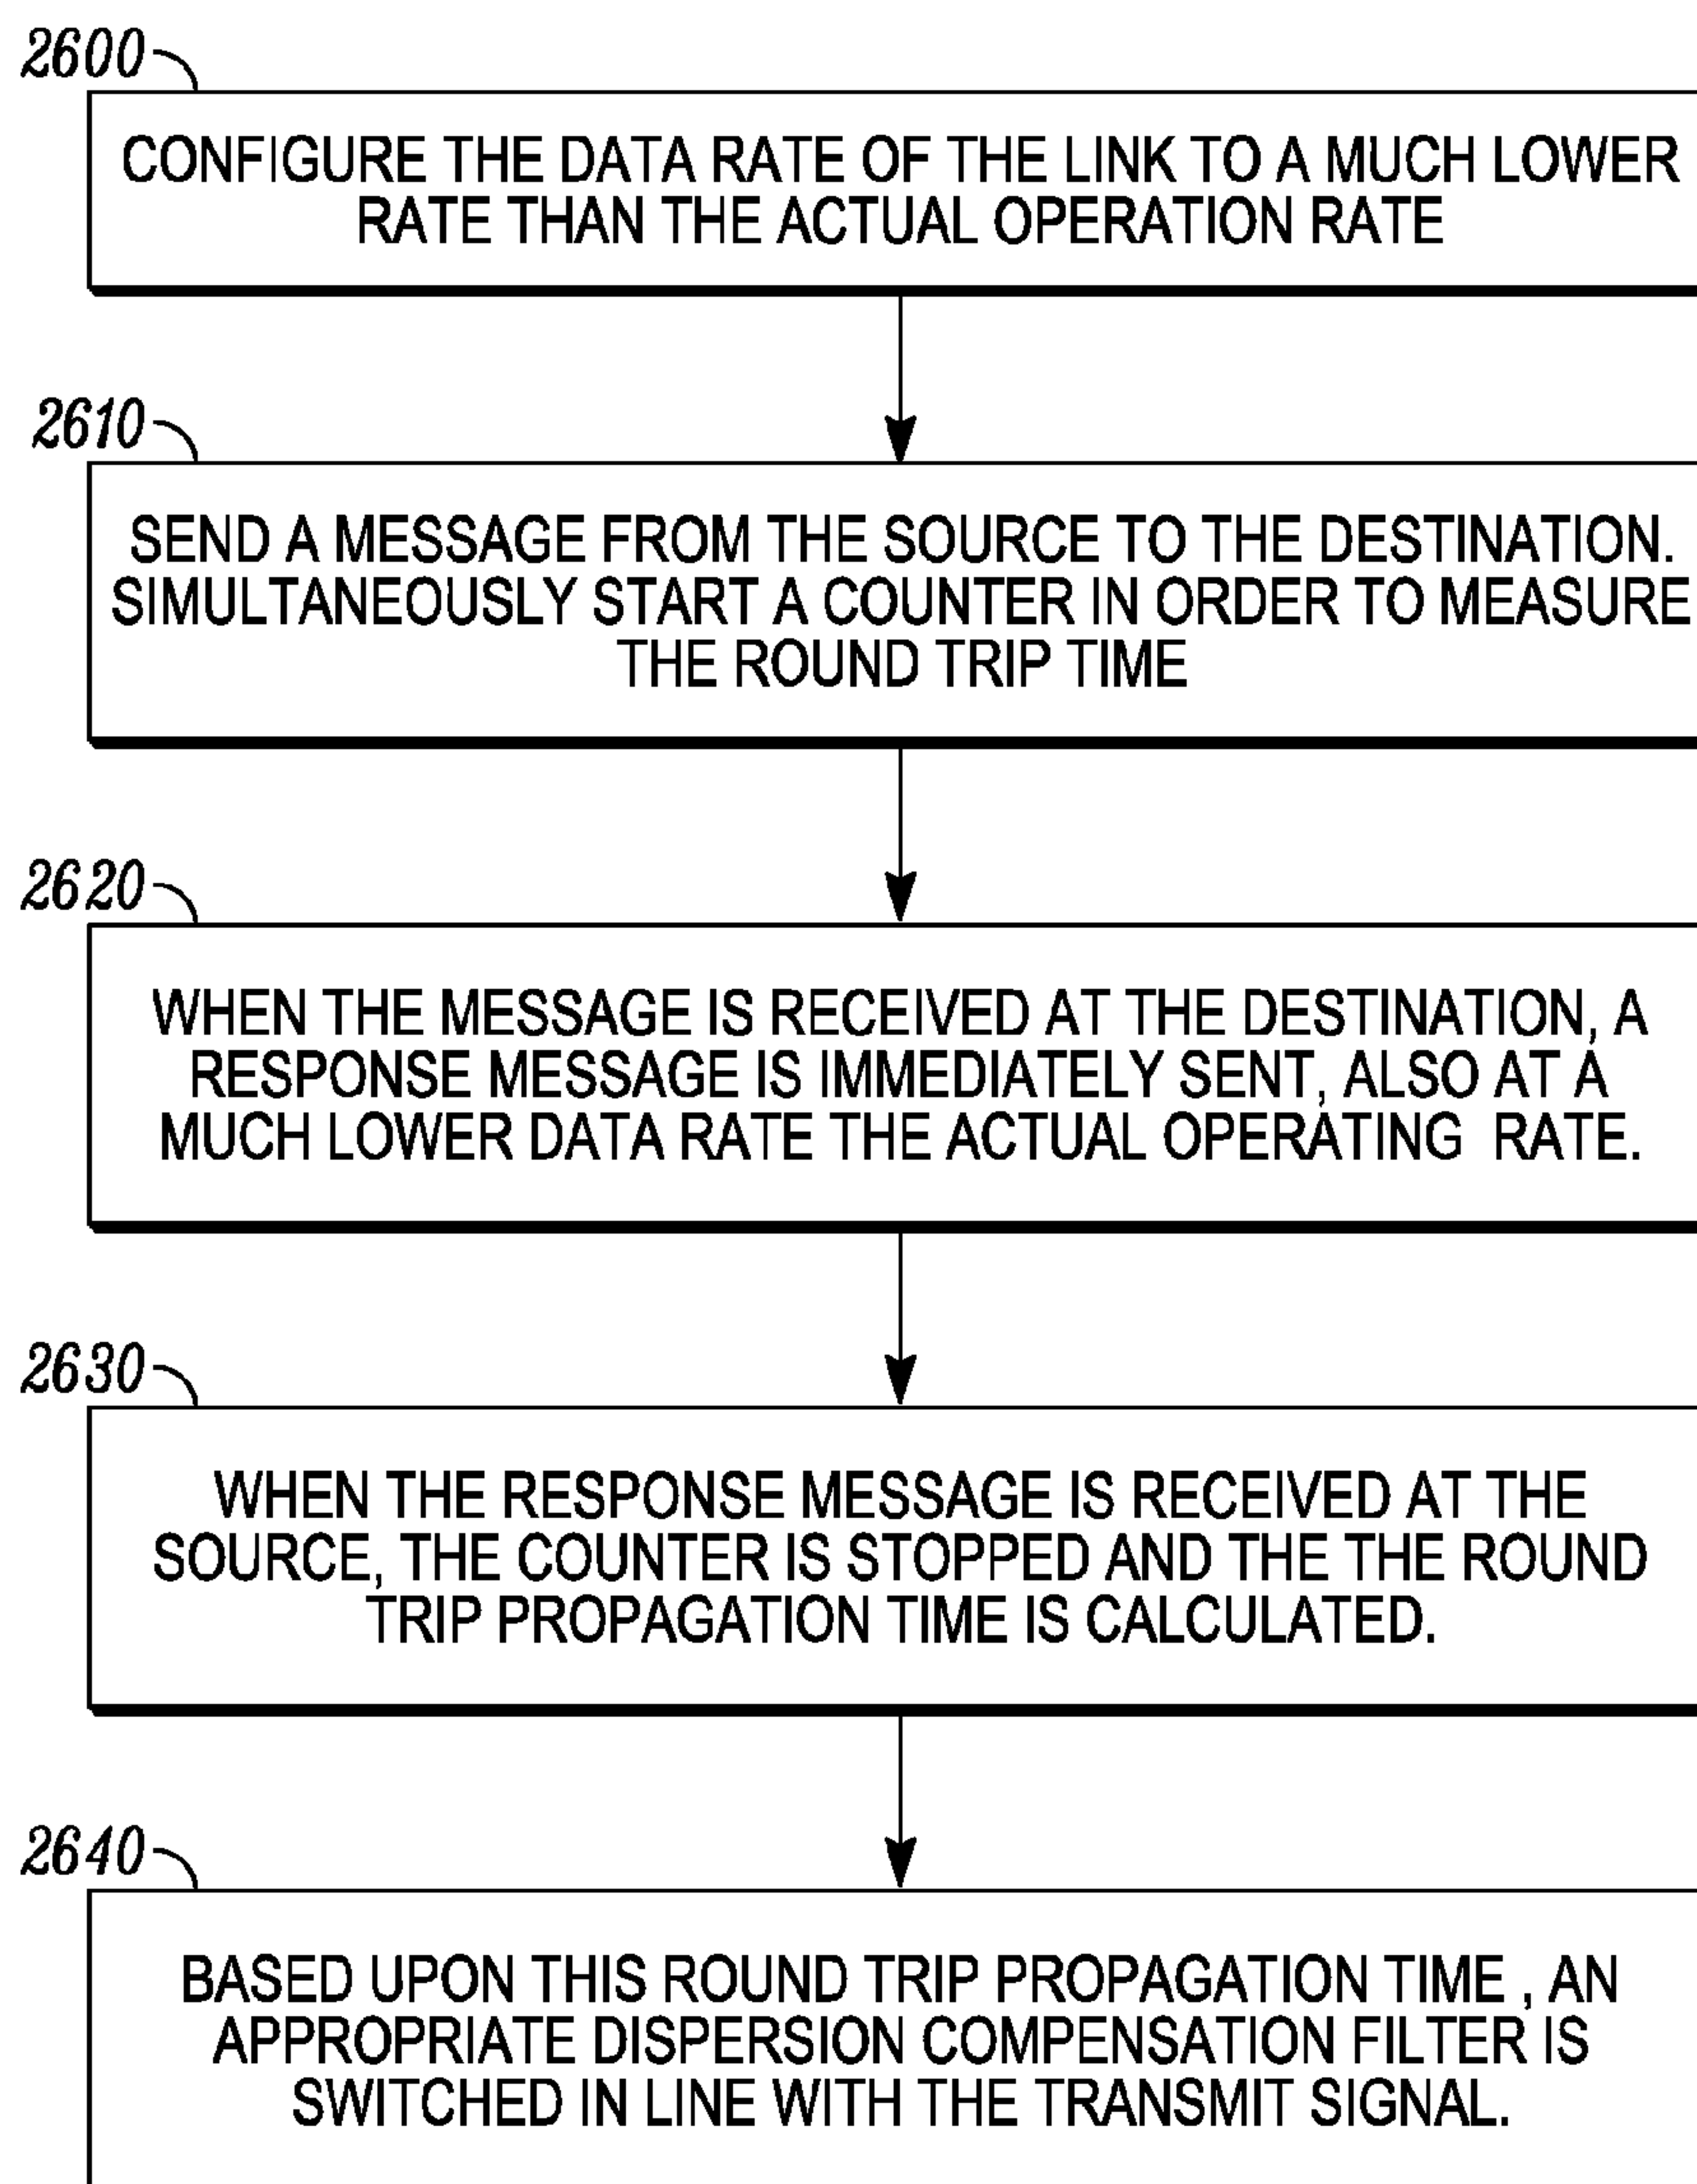 2600
CONFIGURE THE DATA RATE OF THE LINK TO A MUCH LOWER
RATE THAN THE ACTUAL OPERATION RATE
2610
SEND A MESSAGE FROM THE SOURCE TO THE DESTINATION.
SIMULTANEOUSLY START A COUNTER IN ORDER TO MEASURE
THE ROUND TRIP TIME
2620
WHEN THE MESSAGE IS RECEIVED AT THE DESTINATION, A
RESPONSE MESSAGE IS IMMEDIATELY SENT, ALSO AT A
MUCH LOWER DATA RATE THE ACTUAL OPERATING RATE.
2630
WHEN THE RESPONSE MESSAGE IS RECEIVED AT THE
SOURCE, THE COUNTER IS STOPPED AND THE THE ROUND
TRIP PROPAGATION TIME IS CALCULATED.
2640
BASED UPON THIS ROUND TRIP PROPAGATION TIME , AN
APPROPRIATE DISPERSION COMPENSATION FILTER IS
SWITCHED IN LINE WITH THE TRANSMIT SIGNAL.